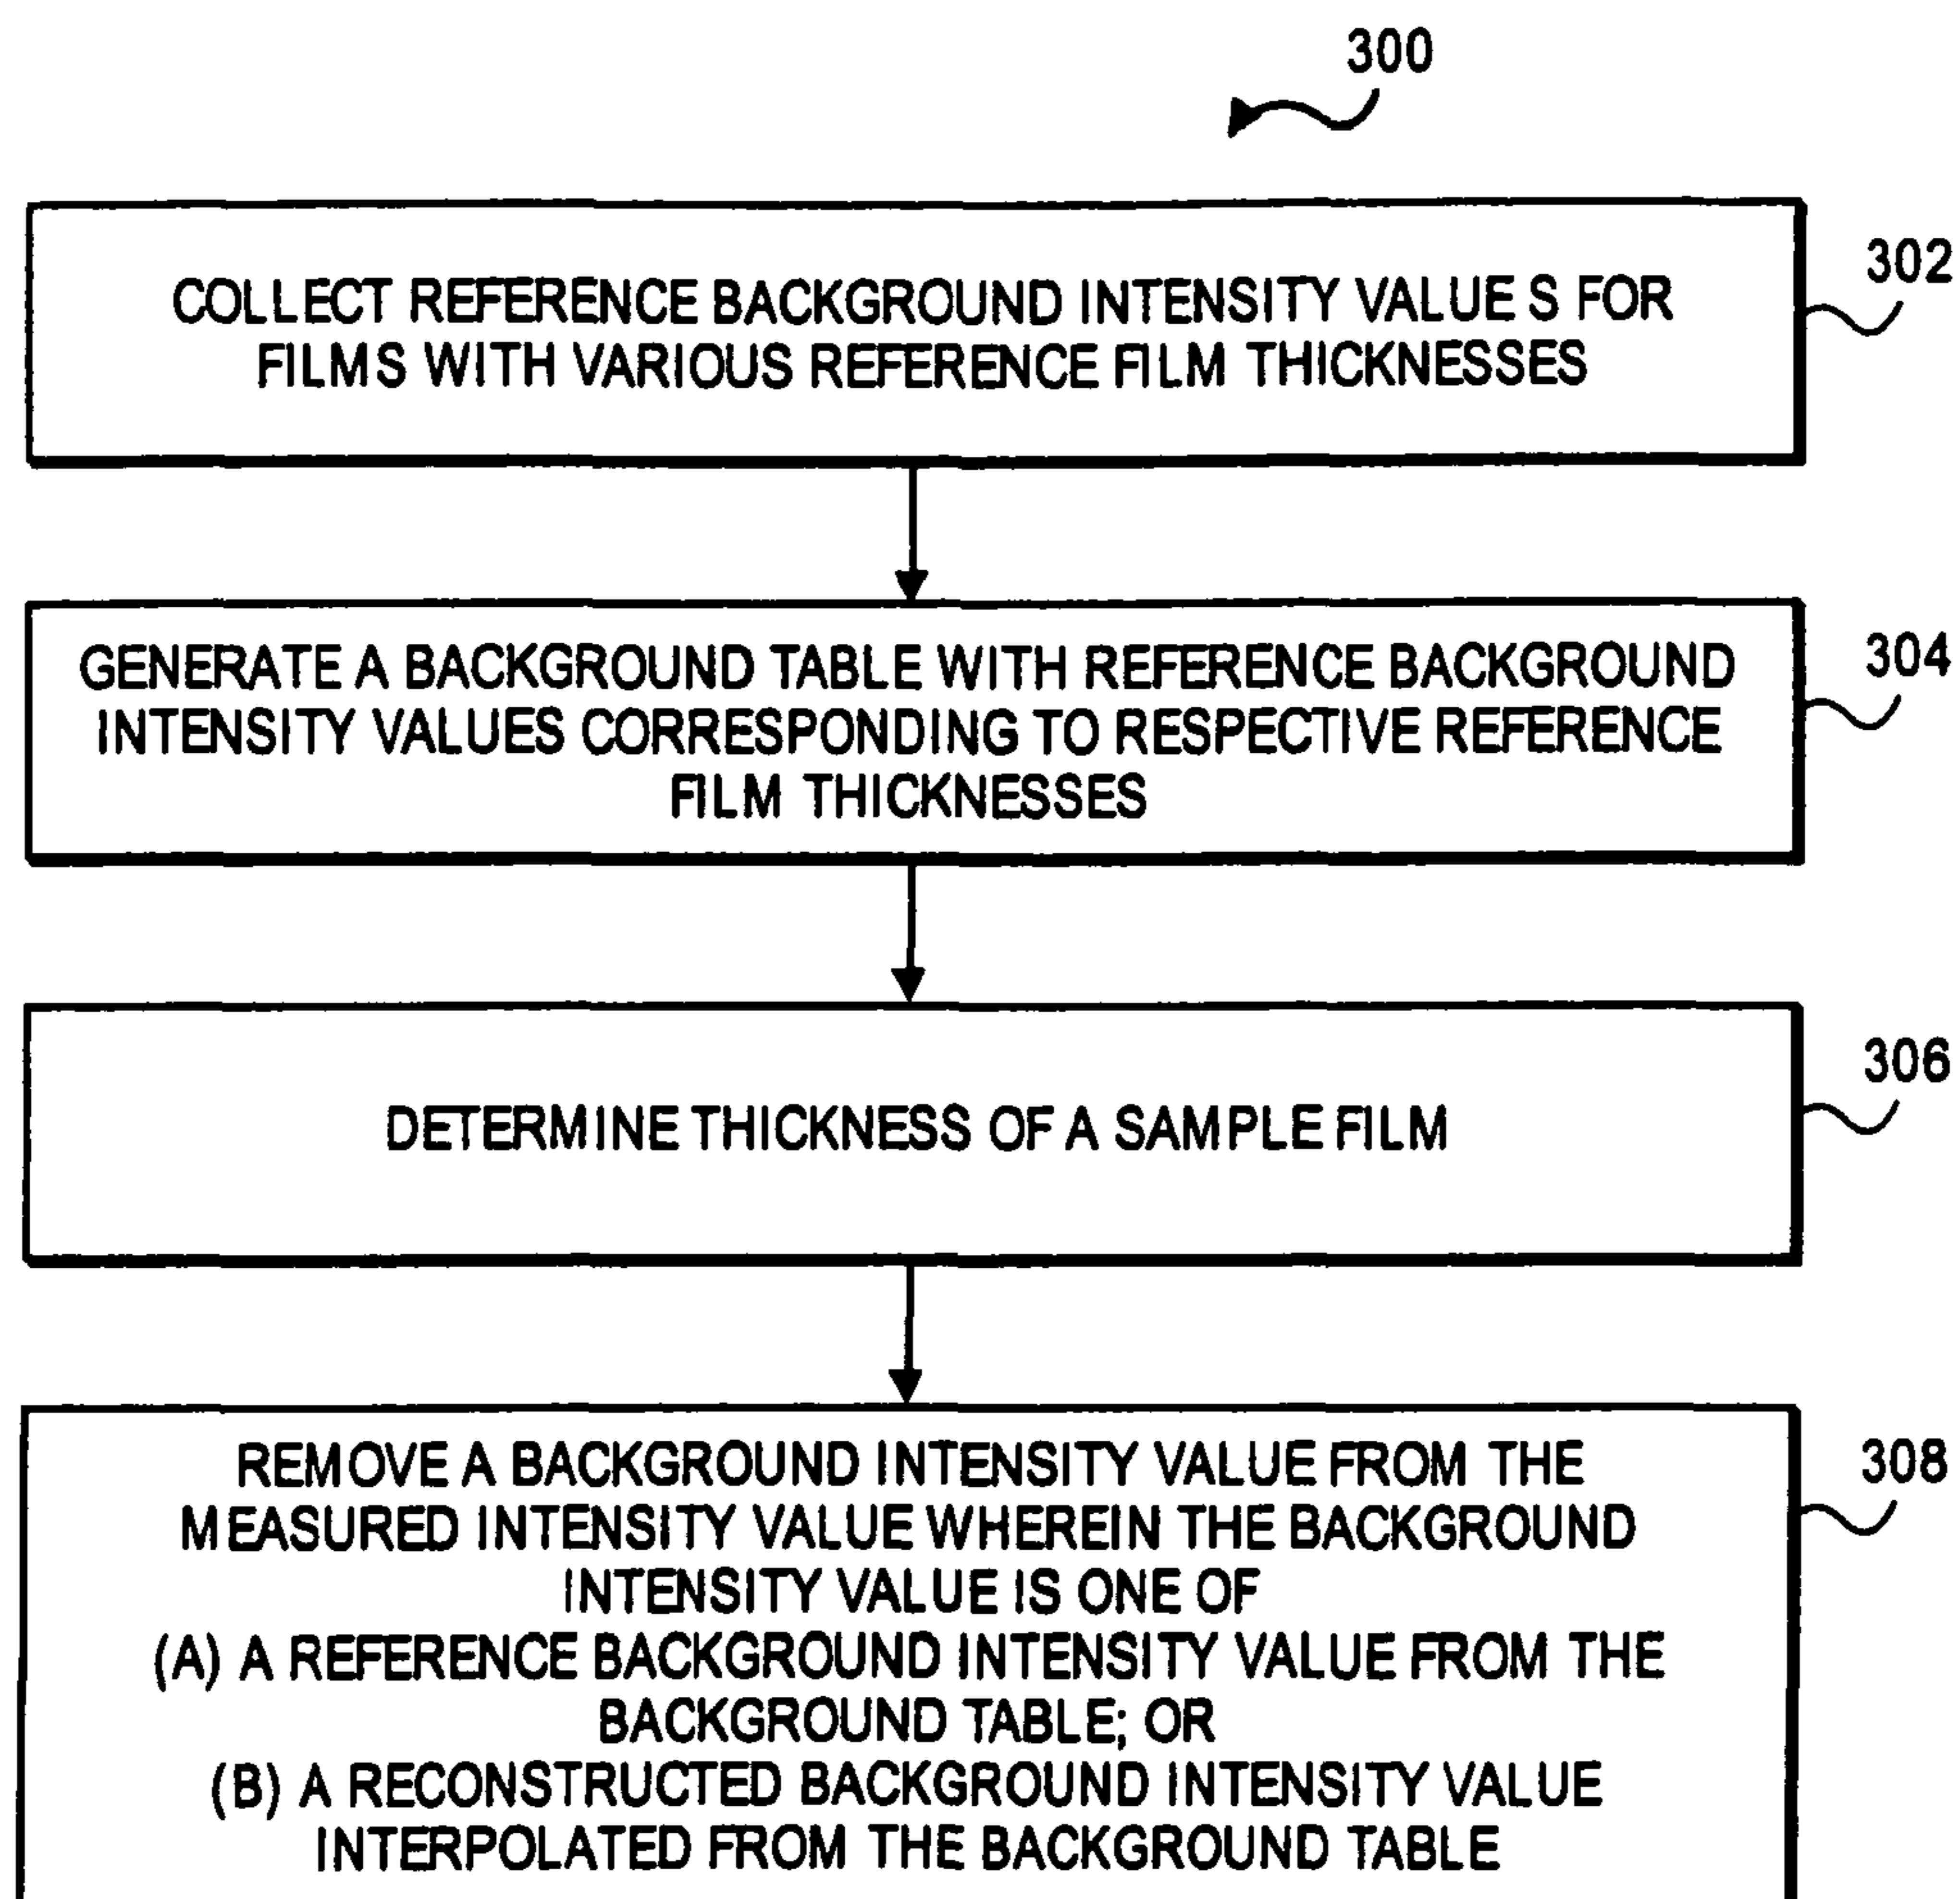 300
COLLECT REFERENCE BACKGROUND INTENSITY VALUE S FOR
FILMS WITH VARIOUS REFERENCE FILM THICKNESSES
302
GENERATE A BACKGROUND TABLE WITH REFERENCE BACKGROUND
INTENSITY VALUES CORRESPONDING TO RESPECTIVE REFERENCE
FILM THICKNESSES
304
DETERMINE THICKNESS OF A SAMPLE FILM
306
REMOVE A BACKGROUND INTENSITY VALUE FROM THE
MEASURED INTENSITY VALUE WHEREIN THE BACKGROUND
INTENSITY VALUE IS ONE OF
(A) A REFERENCE BACKGROUND INTENSITY VALUE FROM THE
BACKGROUND TABLE; OR
(B) A RECONSTRUCTED BACKGROUND INTENSITY VALUE
INTERPOLATED FROM THE BACKGROUND TABLE
308